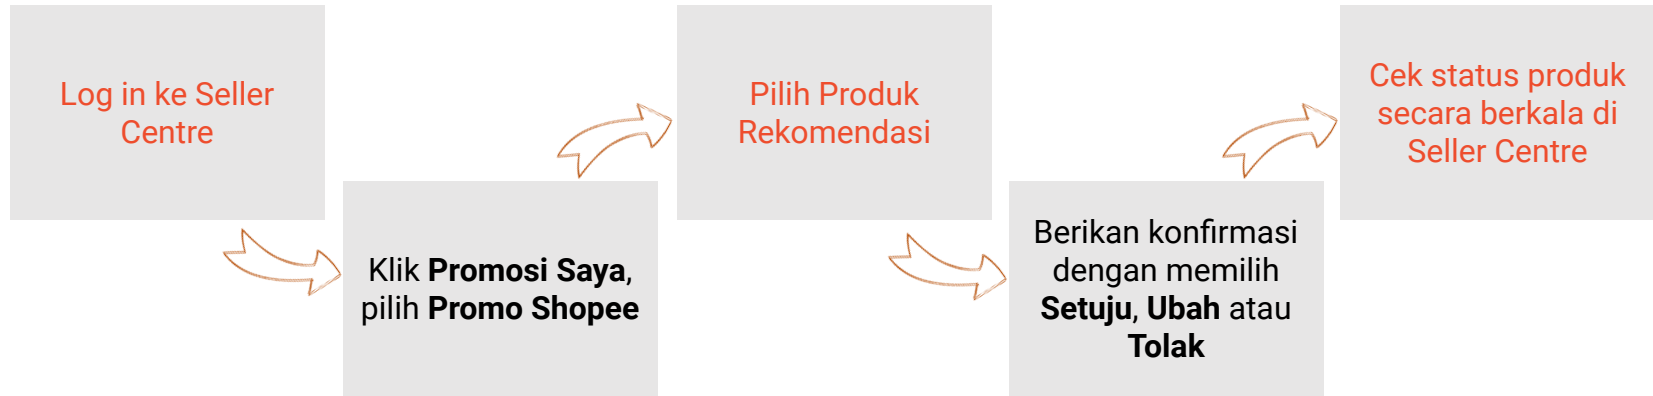 Log in ke Seller
Centre
Klik Promosi Saya,
pilih Promo Shopee
Pilih Produk
Rekomendasi
Berikan konfirmasi
dengan memilih
Setuju, Ubah atau
Tolak
Cek status produk
secara berkala di
Seller Centre